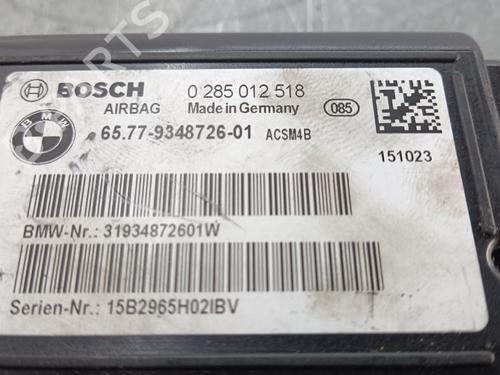 BOSCH 0 285 012 518
AIRBAG Made in Germany 085
BMW 65.77-9348726-01 ACSM4B
151023
BMW-Nr.: 31934872601W
Serien-Nr.: 15B2965H02IBV